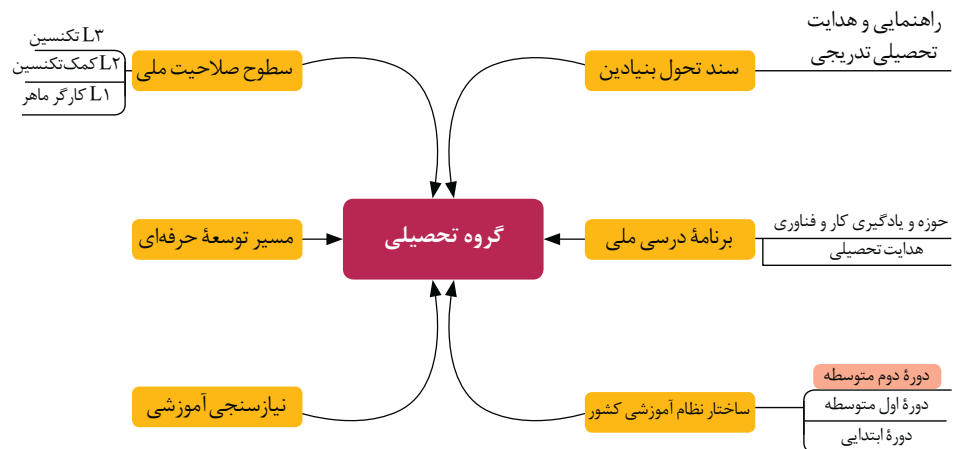 راهنمایی و هدایت
تحصیلی تدریجی
سند تحول بنیادین
سطوح صلاحیت ملی
L۳ تکنسین
L۲ کمک‌تکنسین
L۱ کارگر ماهر
حوزه و یادگیری کار و فناوری
هدایت تحصیلی
برنامهٔ درسی ملی
گروه تحصیلی
مسیر توسعهٔ حرفه‌ای
دورهٔ دوم متوسطه
دورهٔ اول متوسطه
دورهٔ ابتدایی
ساختار نظام آموزشی کشور
نیازسنجی آموزشی